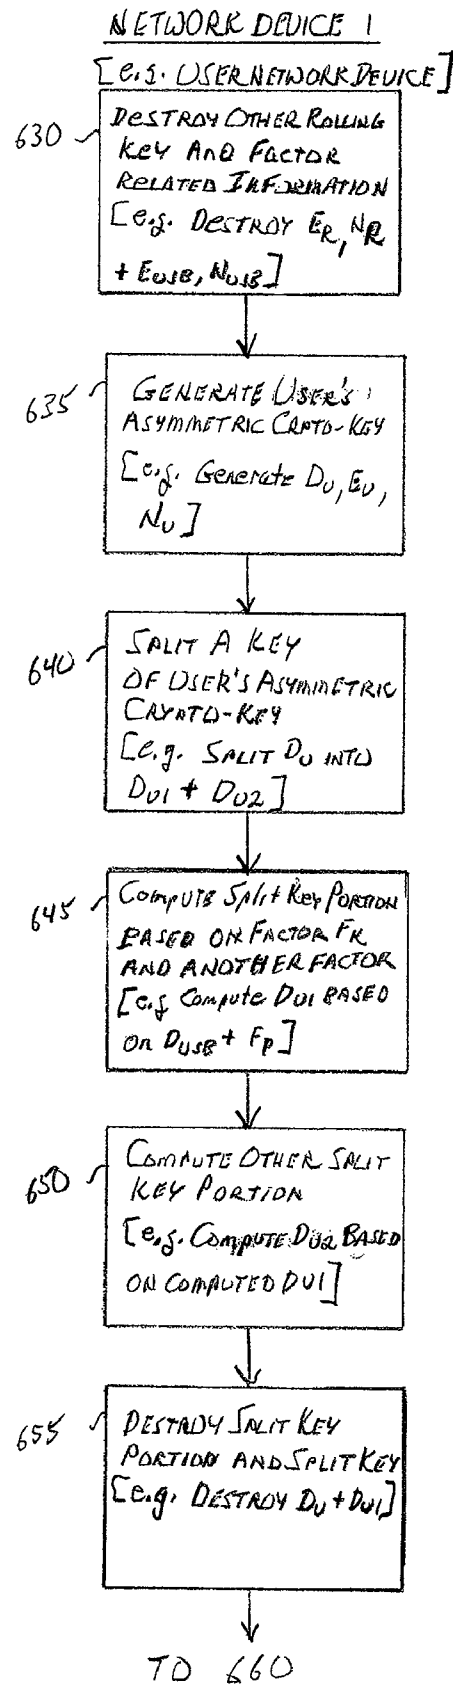 NETWORK DEVICE 1
[e.g. USER NETWORK DEVICE]
630
DESTROY OTHER ROLLING
KEY AND FACTOR
RELATED INFORMATION
[e.g. DESTROY ER, NR
+ EUSB, NUSB]
635
GENERATE USER'S
ASYMMETRIC CRPTO-KEY
[e.g. Generate DU, EU,
NU]
640
SPLIT A KEY
OF USER'S ASYMMETRIC
CRYPTO-KEY
[e.g. SPLIT DU INTO
DU1 + DU2]
645
Compute Split Key PORTION
BASED ON FACTOR FK
AND ANOTHER FACTOR
[e.g Compute DU1 BASED
on DUSB + FP]
650
COMPUTE OTHER SPLIT
KEY PORTION
[e.g. Compute DU2 BASED
ON COMPUTED DU1]
655
DESTROY SPLIT KEY
PORTION AND SPLIT KEY
[e.g. DESTROY DU + DU1]
TO 660